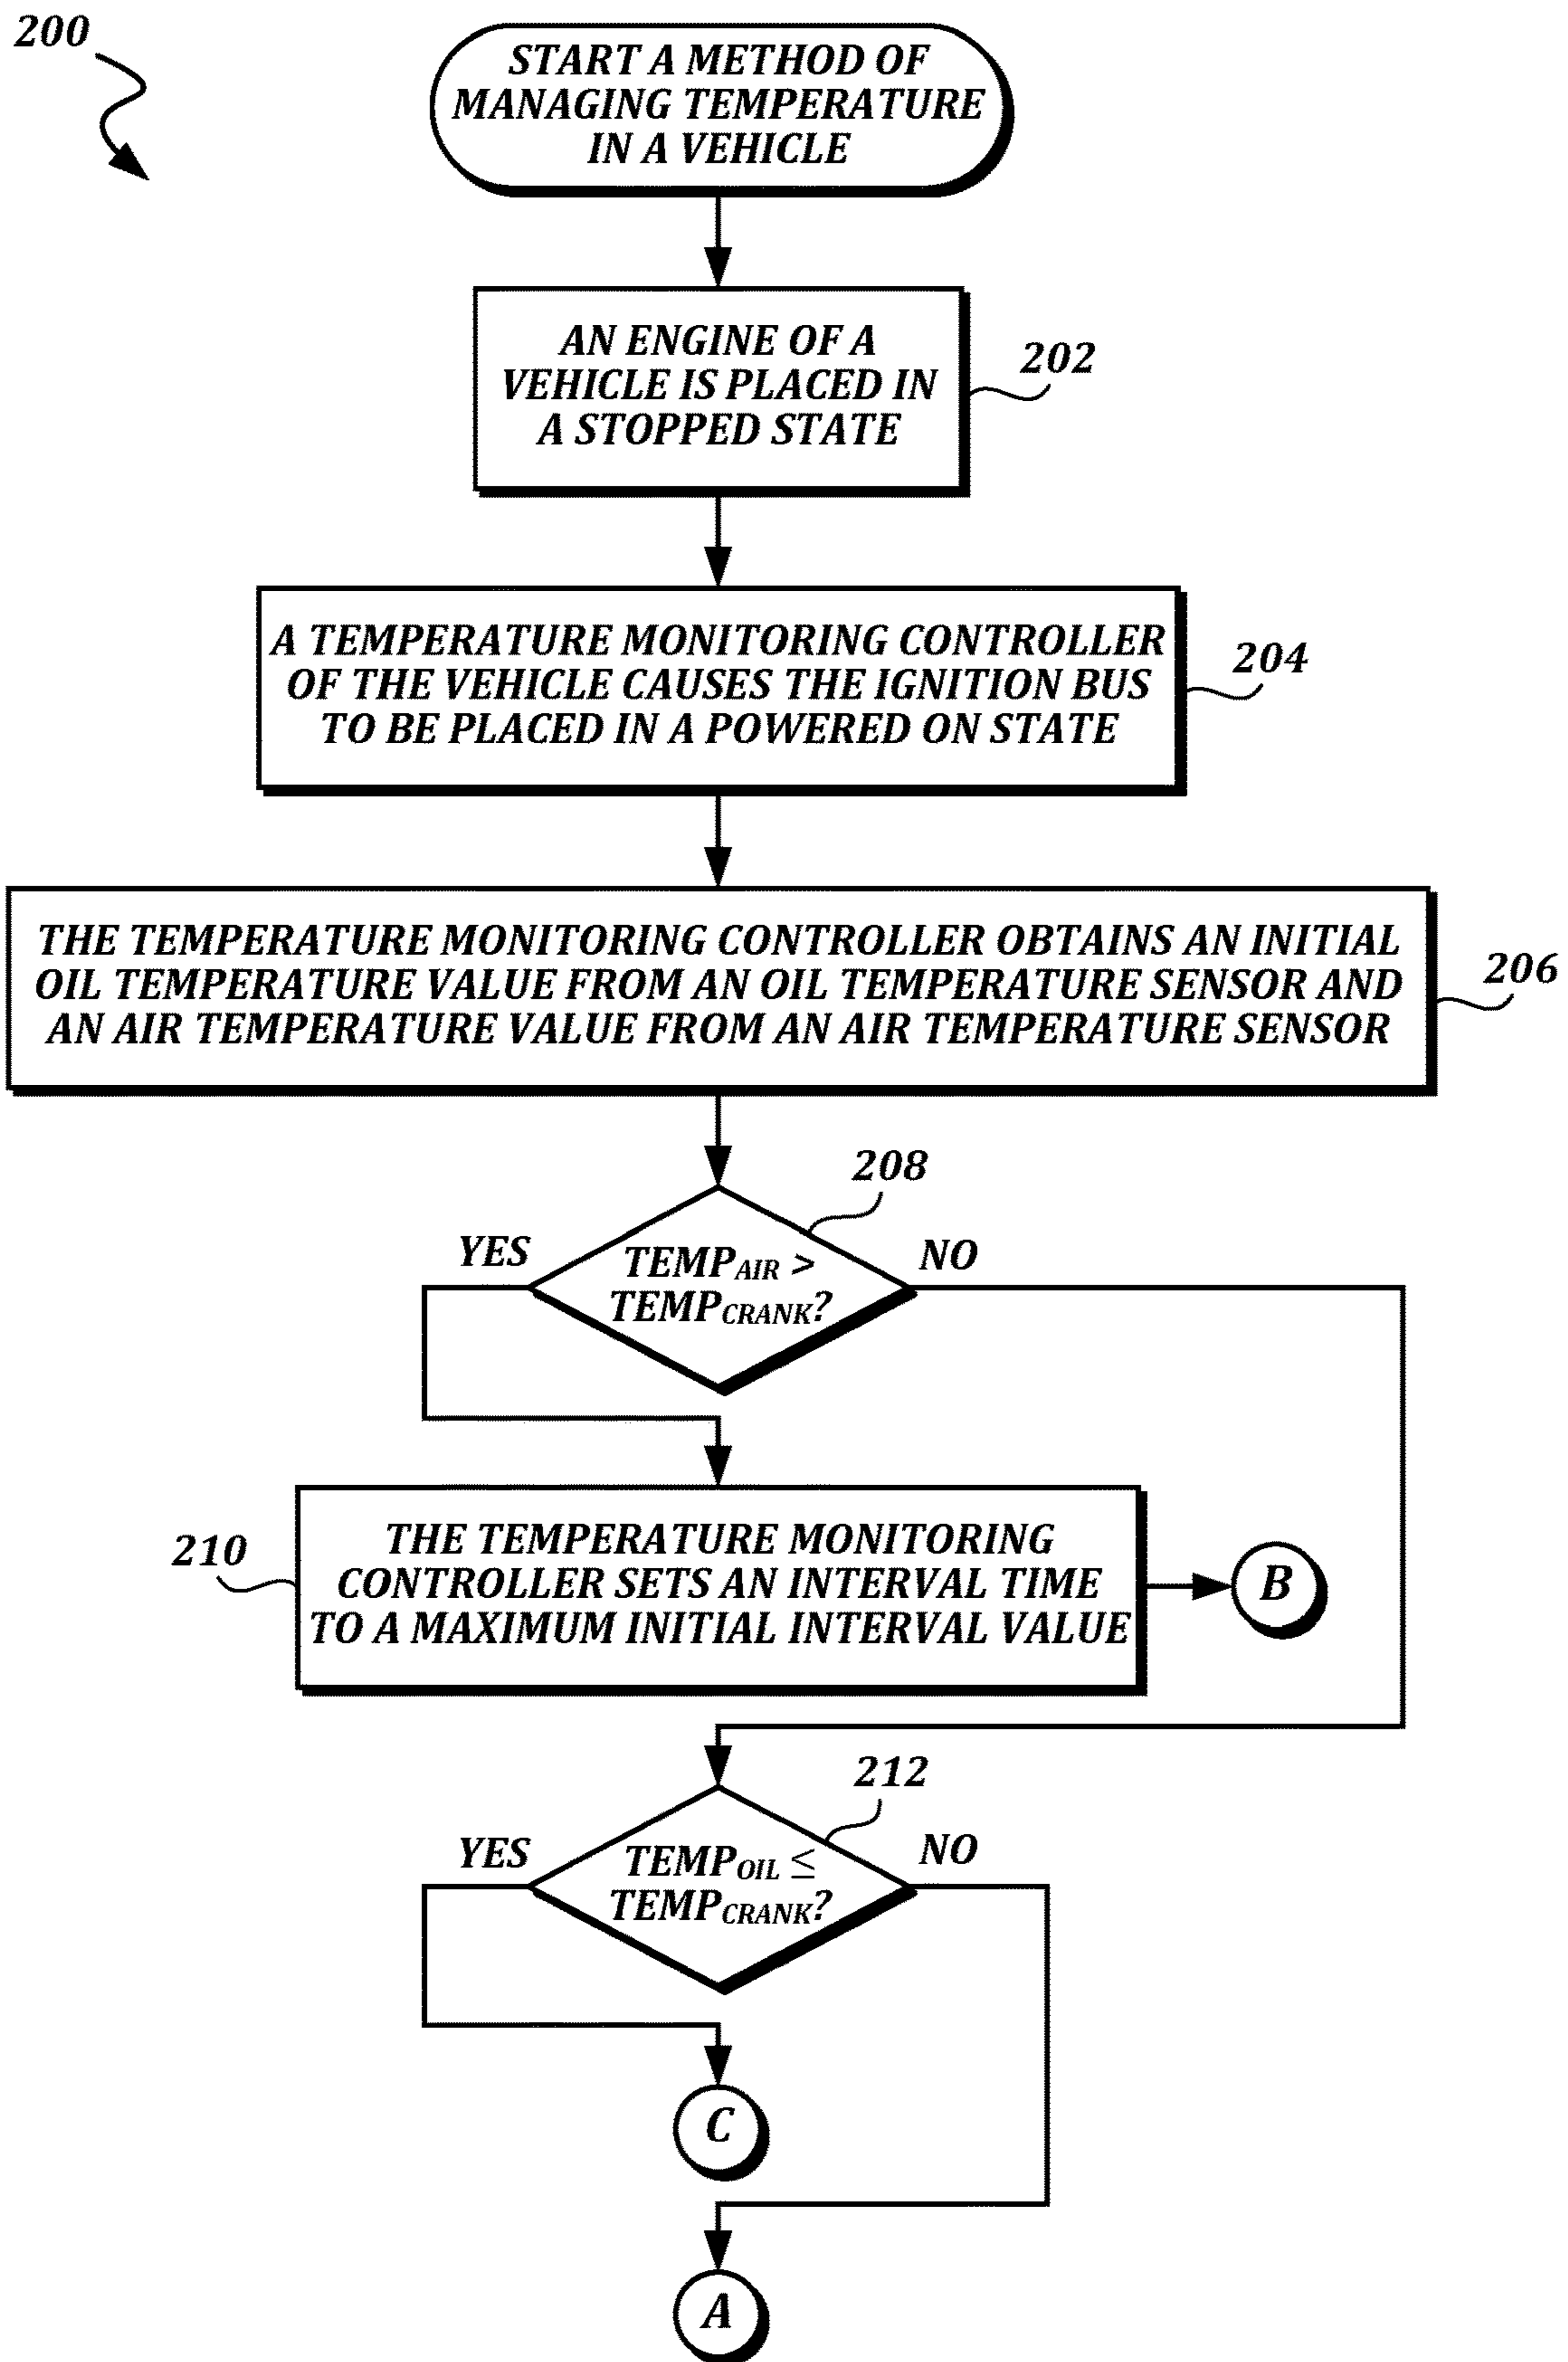 200
START A METHOD OF
MANAGING TEMPERATURE
IN A VEHICLE
AN ENGINE OF A
VEHICLE IS PLACED IN
A STOPPED STATE
202
A TEMPERATURE MONITORING CONTROLLER
OF THE VEHICLE CAUSES THE IGNITION BUS
TO BE PLACED IN A POWERED ON STATE
204
THE TEMPERATURE MONITORING CONTROLLER OBTAINS AN INITIAL
OIL TEMPERATURE VALUE FROM AN OIL TEMPERATURE SENSOR AND
AN AIR TEMPERATURE VALUE FROM AN AIR TEMPERATURE SENSOR
206
208
YES
TEMPAIR >
TEMPCRANK?
NO
210
THE TEMPERATURE MONITORING
CONTROLLER SETS AN INTERVAL TIME
TO A MAXIMUM INITIAL INTERVAL VALUE
B
212
YES
TEMPOIL ≤
TEMPCRANK?
NO
C
A